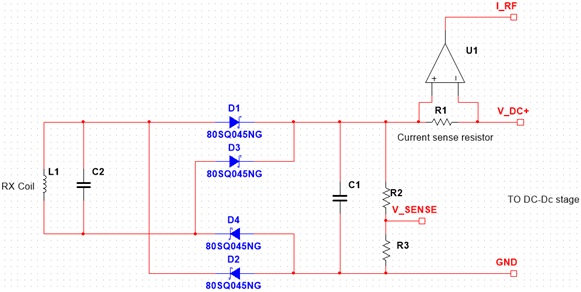 I_RF
U1
+ −
D1
R1
V_DC+
80SQ045NG
Current sense resistor
D3
L1
C2
80SQ045NG
RX Coil
C1
R2
TO DC-Dc stage
V_SENSE
D4
80SQ045NG
R3
D2
GND
80SQ045NG